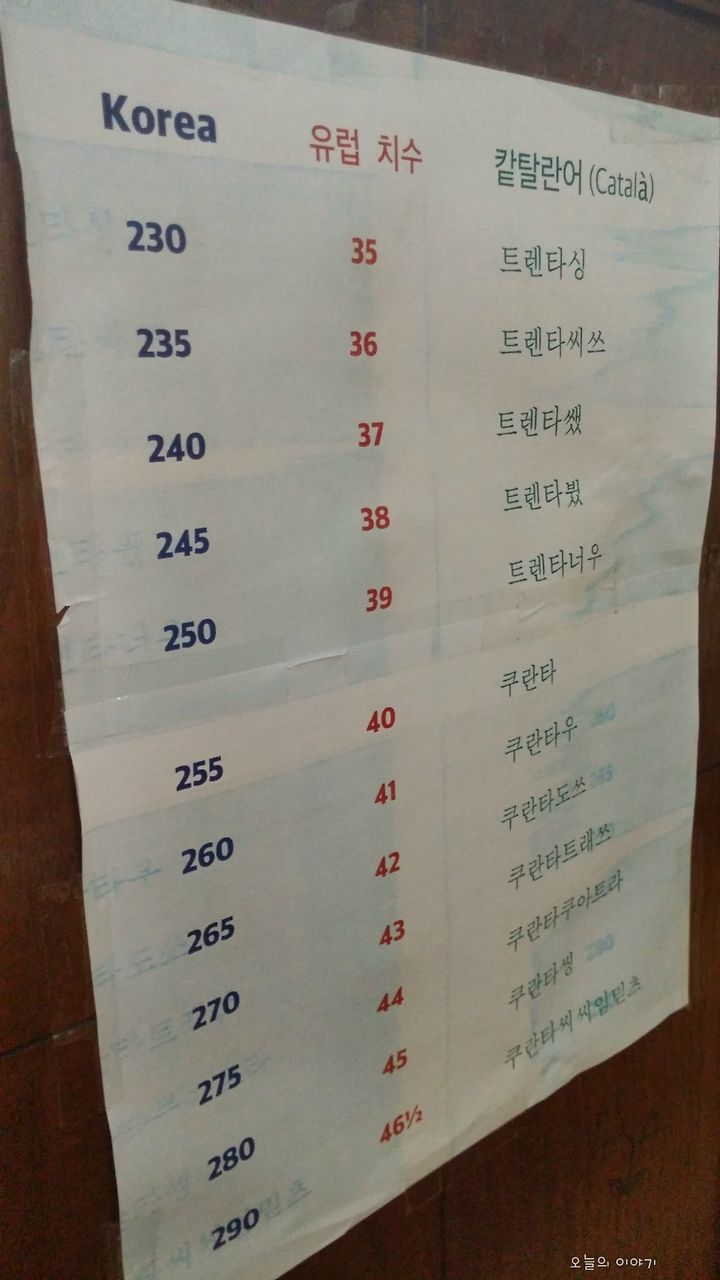 Korea 유럽 치수 캍탈란어 (Català)
230 35 트렌타싱
235 36 트렌타씨쓰
240 37 트렌타쌨
245 38 트렌타뷨
250 39 트렌타너우
255 40 쿠란타
260 41 쿠란타우
265 42 쿠란타도쓰
270 43 쿠란타트래쓰
275 44 쿠란타쿠아트라
280 45 쿠란타씽
290 46½ 쿠란타씨씨임민츠
오늘의 이야기